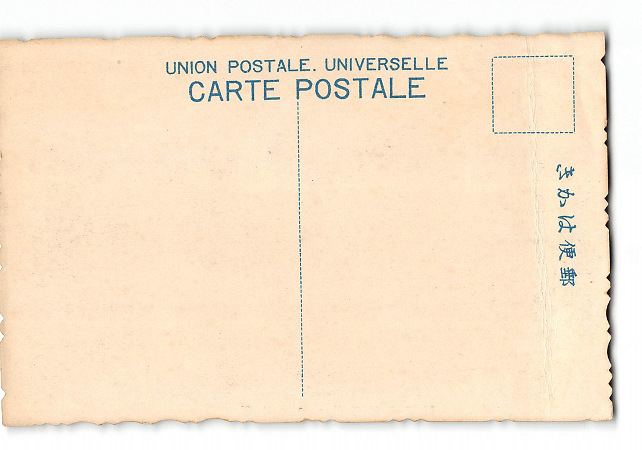 UNION POSTALE. UNIVERSELLE
CARTE POSTALE
きかは便郵